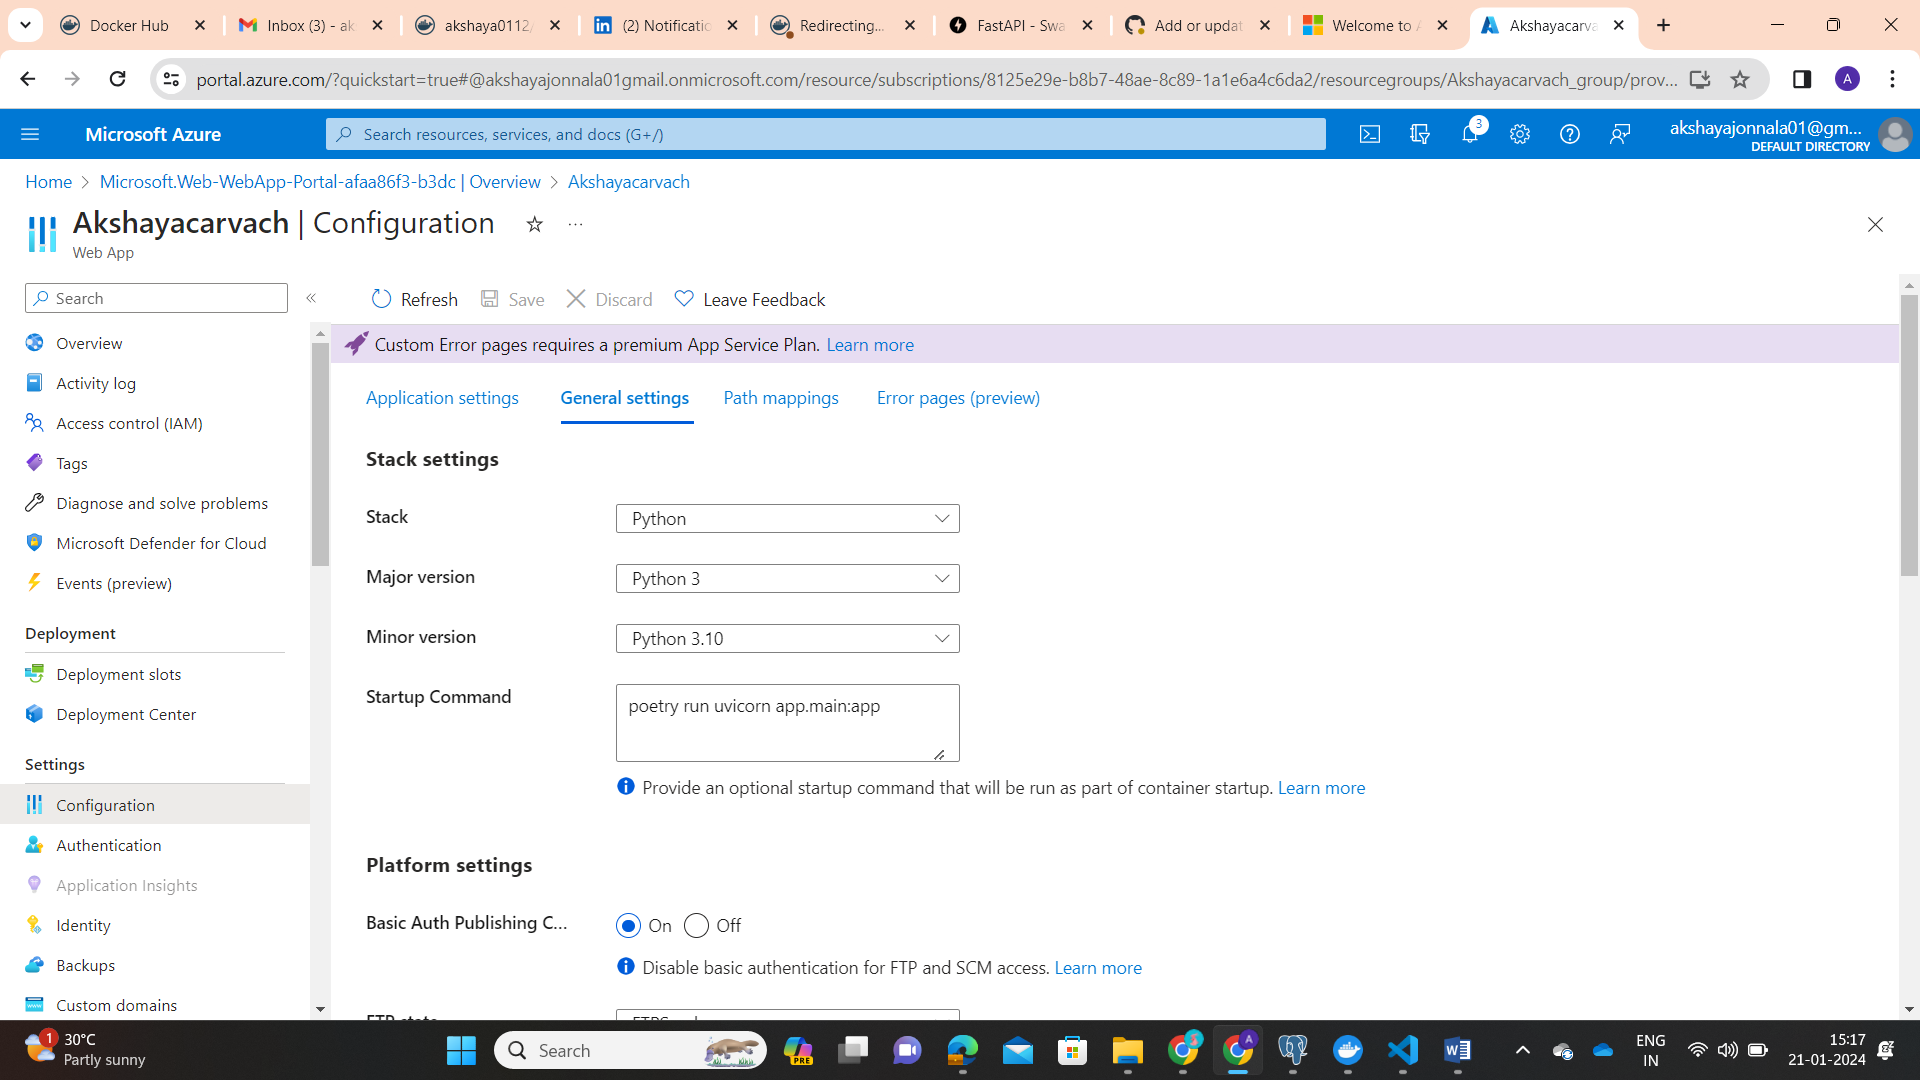 Docker Hub
Inbox (3) - ak
akshaya0112/
(2) Notificatio
Redirecting...
FastAPI - Swa
Add or updat
Welcome to A
Akshayacarva
portal.azure.com/?quickstart=true#@akshayajonnala01gmail.onmicrosoft.com/resource/subscriptions/8125e29e-b8b7-48ae-8c89-1a1e6a4c6da2/resourcegroups/Akshayacarvach_group/prov...
A
Microsoft Azure
Search resources, services, and docs (G+/)
3
akshayajonnala01@gm...
DEFAULT DIRECTORY
Home > Microsoft.Web-WebApp-Portal-afaa86f3-b3dc | Overview > Akshayacarvach
Akshayacarvach | Configuration
Web App
Search
Refresh
Save
Discard
Leave Feedback
Overview
Activity log
Access control (IAM)
Tags
Diagnose and solve problems
Microsoft Defender for Cloud
Events (preview)
Deployment
Deployment slots
Deployment Center
Settings
Configuration
Authentication
Application Insights
Identity
Backups
Custom domains
Custom Error pages requires a premium App Service Plan. Learn more
Application settings
General settings
Path mappings
Error pages (preview)
Stack settings
Stack
Python
Major version
Python 3
Minor version
Python 3.10
Startup Command
poetry run uvicorn app.main:app
Provide an optional startup command that will be run as part of container startup. Learn more
Platform settings
Basic Auth Publishing C...
On
Off
Disable basic authentication for FTP and SCM access. Learn more
FTP state
1
30°C
Partly sunny
Search
PRE
A
ENG
IN
15:17
21-01-2024